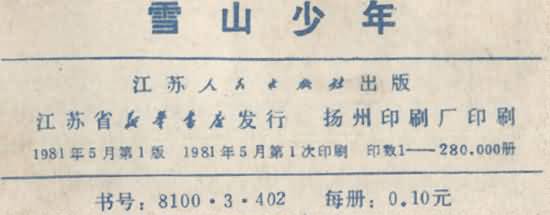 雪山少年
江苏人民出版社出版
江苏省新华书店发行 扬州印刷厂印刷
1981年5月第1版 1981年5月第1次印刷 印数1——280.000册
书号：8100·3·402 每册：0.10元